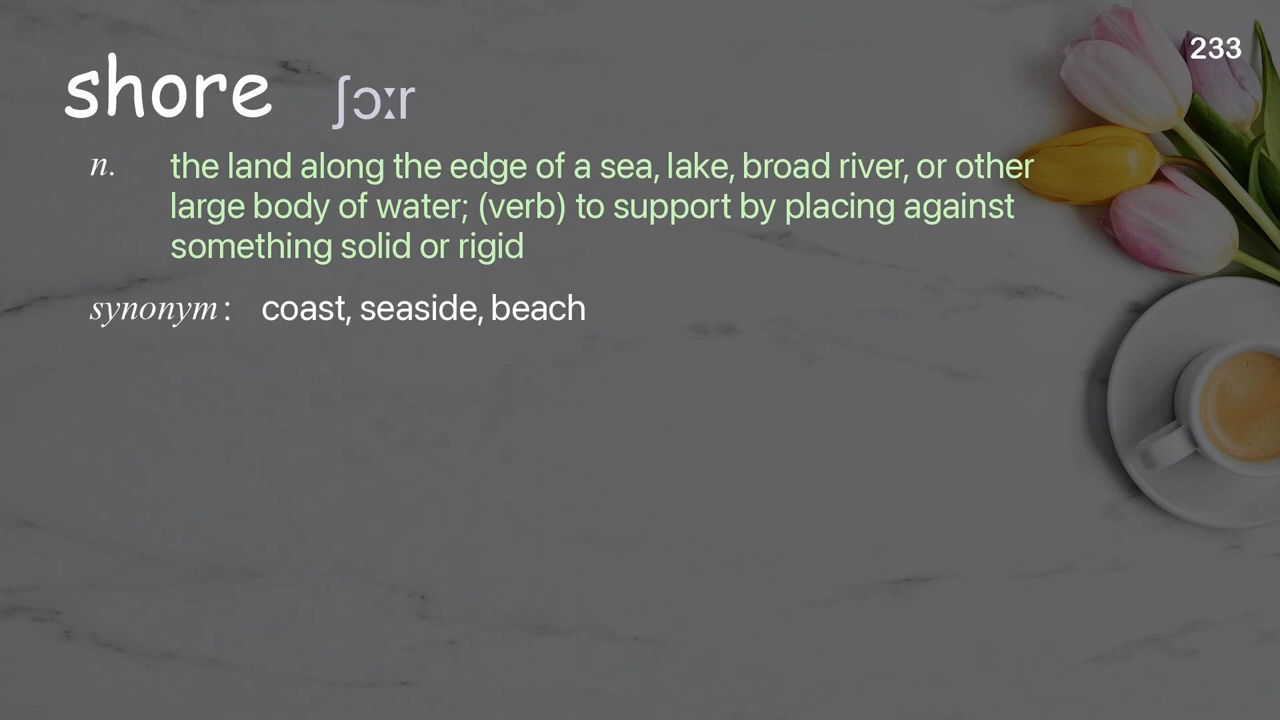 233
shore ʃɔːr
n. the land along the edge of a sea, lake, broad river, or other
large body of water; (verb) to support by placing against
something solid or rigid
synonym: coast, seaside, beach